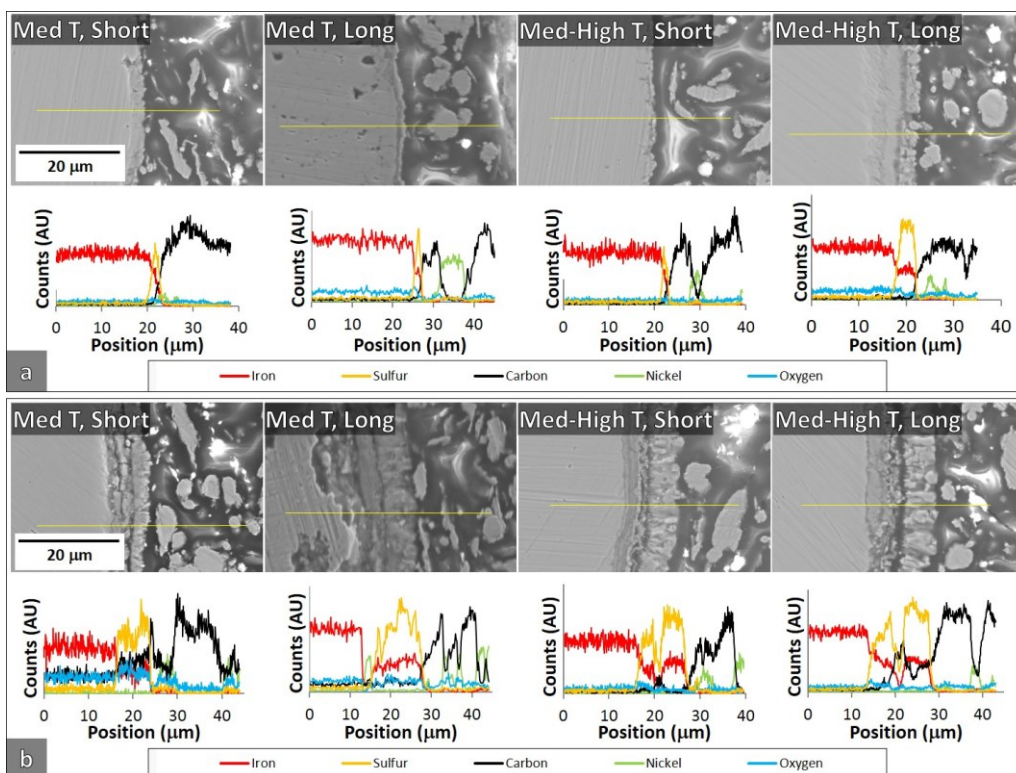 Med T, Short Med T, Long Med-High T, Short Med-High T, Long
20 µm
Counts (AU) Counts (AU) Counts (AU) Counts (AU)
0 10 20 30 40 0 10 20 30 40 0 10 20 30 40 0 10 20 30 40
Position (µm) Position (µm) Position (µm) Position (µm)
a
Iron Sulfur Carbon Nickel Oxygen
Med T, Short Med T, Long Med-High T, Short Med-High T, Long
20 µm
Counts (AU) Counts (AU) Counts (AU) Counts (AU)
0 10 20 30 40 0 10 20 30 40 0 10 20 30 40 0 10 20 30 40
Position (µm) Position (µm) Position (µm) Position (µm)
b
Iron Sulfur Carbon Nickel Oxygen